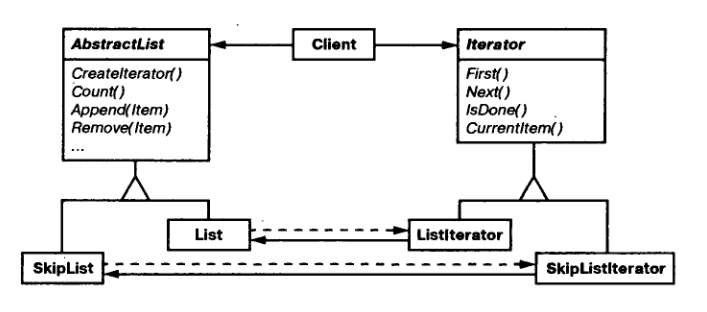 AbstractList
CreateIterator()
Count()
Append(Item)
Remove(Item)
...
Client
Iterator
First()
Next()
IsDone()
CurrentItem()
List
ListIterator
SkipList
SkipListIterator